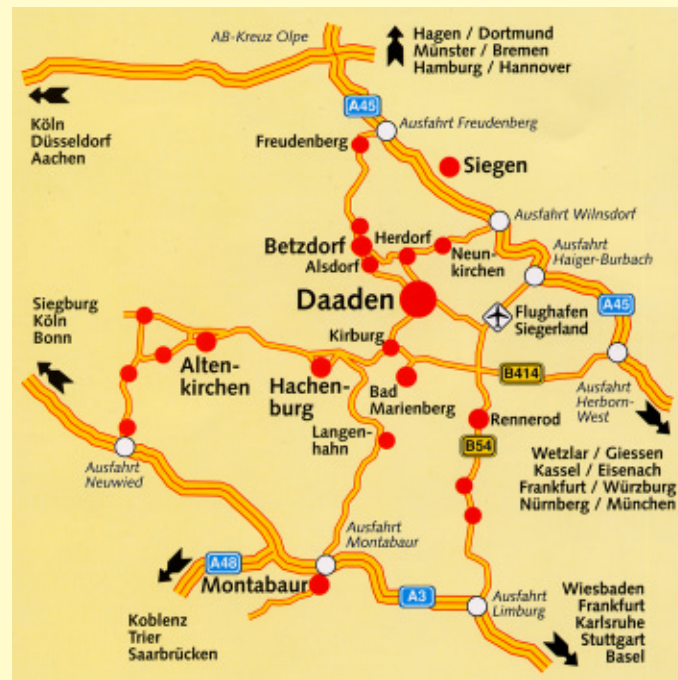 AB-Kreuz Olpe
Hagen / Dortmund
Münster / Bremen
Hamburg / Hannover
Köln
Düsseldorf
Aachen
A45
Ausfahrt Freudenberg
Freudenberg
Siegen
Ausfahrt Wilnsdorf
Betzdorf
Herdorf
Alsdorf
Neun-
kirchen
Ausfahrt
Haiger-Burbach
Daaden
Siegburg
Köln
Bonn
Flughafen
Siegerland
A45
Kirburg
Alten-
kirchen
Hachen-
burg
Bad
Marienberg
B414
Ausfahrt
Herborn-
West
Langen-
hahn
Rennerod
B54
Ausfahrt
Neuwied
Wetzlar / Giessen
Kassel / Eisenach
Frankfurt / Würzburg
Nürnberg / München
Ausfahrt
Montabaur
A48
Montabaur
A3
Ausfahrt
Limburg
Koblenz
Trier
Saarbrücken
Wiesbaden
Frankfurt
Karlsruhe
Stuttgart
Basel